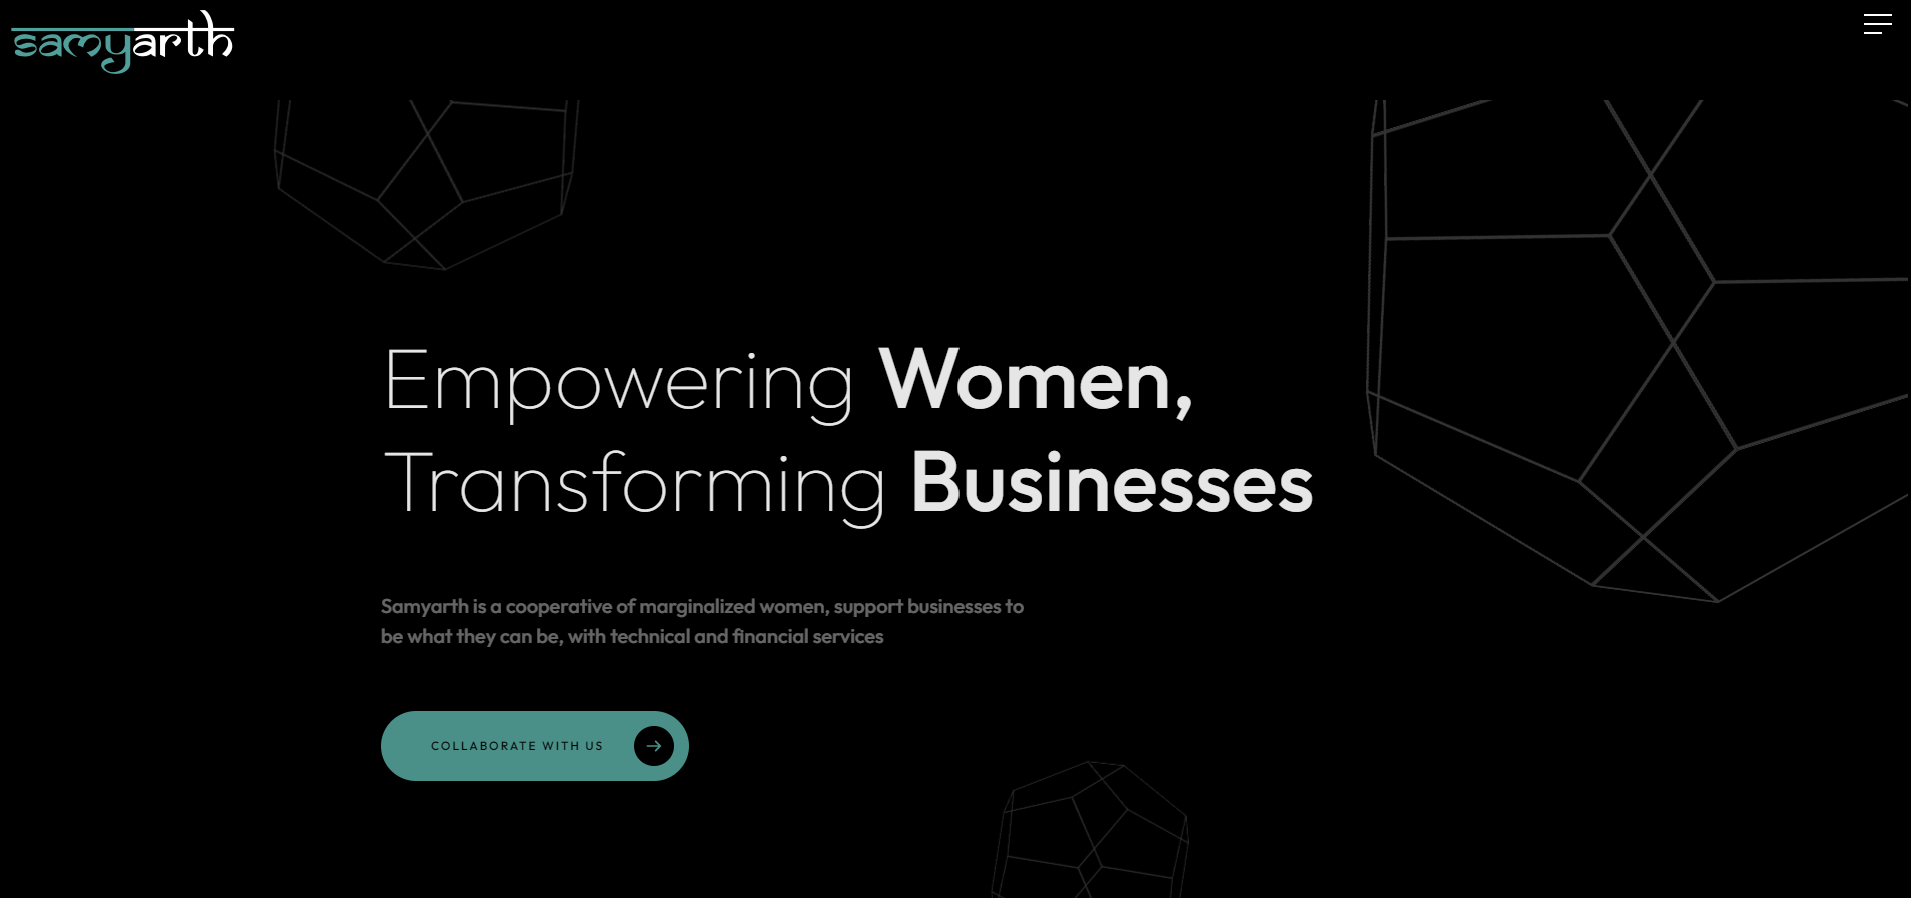 samyarth
Empowering Women,
Transforming Businesses
Samyarth is a cooperative of marginalized women, support businesses to
be what they can be, with technical and financial services
COLLABORATE WITH US